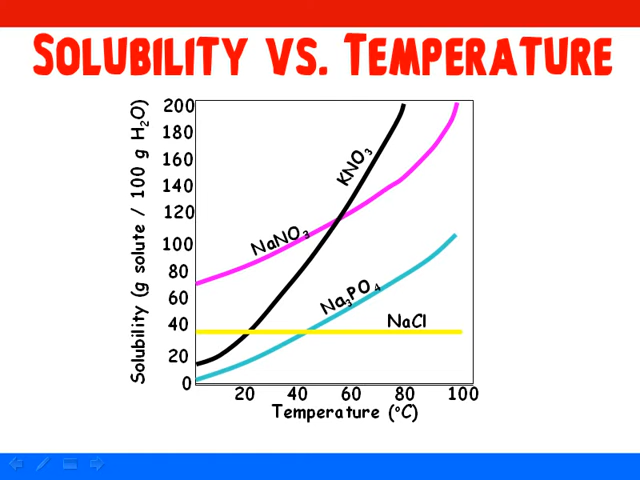 Solubility vs. Temperature
Solubility (g solute / 100 g H₂O)
200
180
160
140
120
100
80
60
40
20
0
KNO₃
NaNO₃
Na₃PO₄
NaCl
20 40 60 80 100
Temperature (°C)